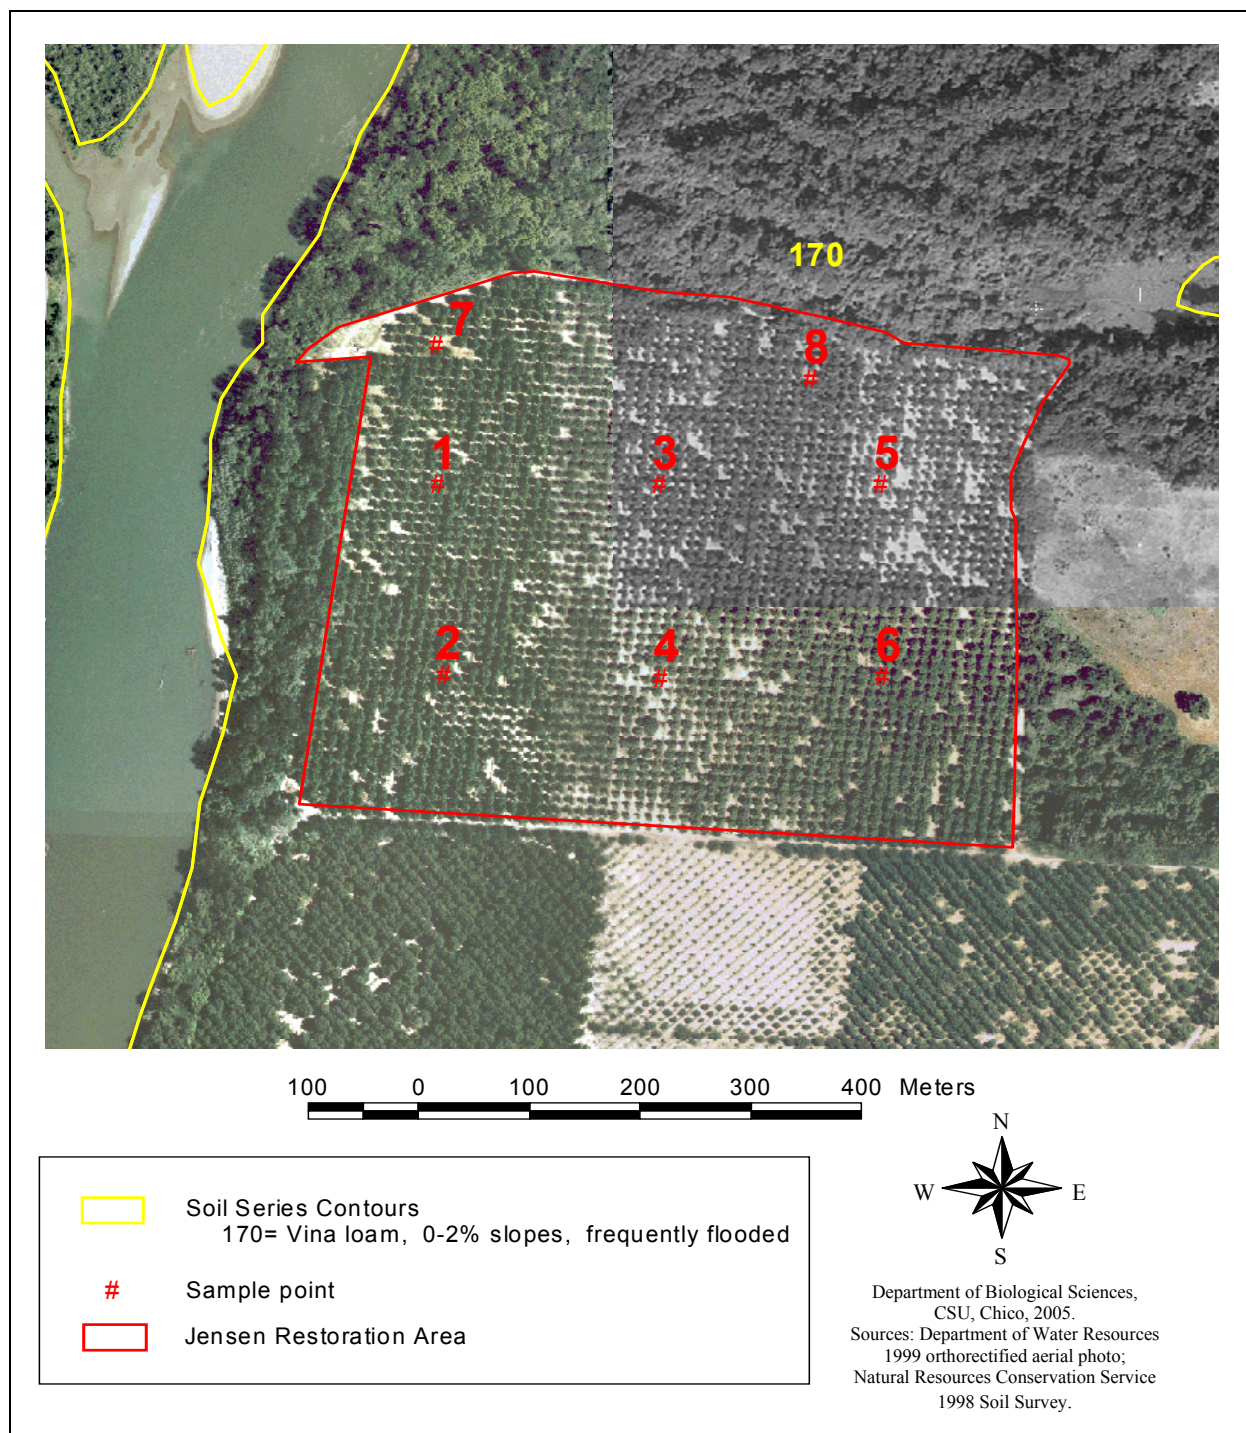 170
7
#
8
#
1
#
3
#
5
#
2
#
4
#
6
#
100 0 100 200 300 400 Meters
N
W E
S
Soil Series Contours
170= Vina loam, 0-2% slopes, frequently flooded
# Sample point
Jensen Restoration Area
Department of Biological Sciences,
CSU, Chico, 2005.
Sources: Department of Water Resources
1999 orthorectified aerial photo;
Natural Resources Conservation Service
1998 Soil Survey.